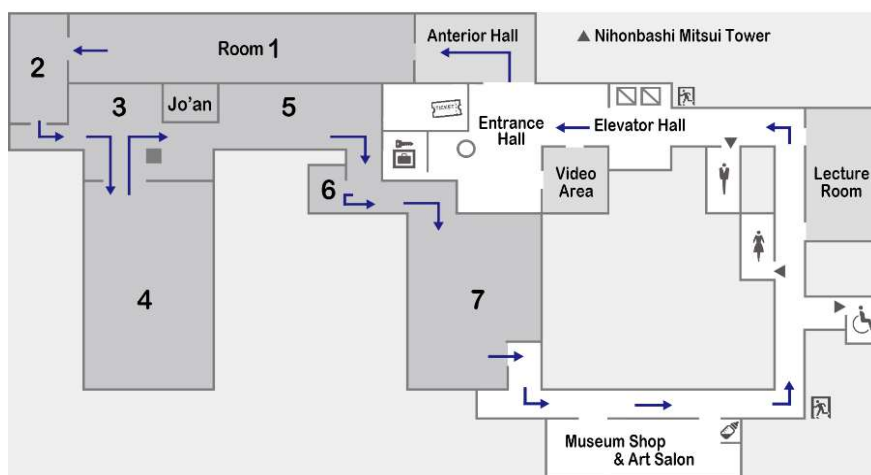 Anterior Hall
▲ Nihonbashi Mitsui Tower
Room 1
2
3
Jo'an
5
TICKET
Entrance
Hall
Elevator Hall
Video
Area
Lecture
Room
6
4
7
Museum Shop
& Art Salon